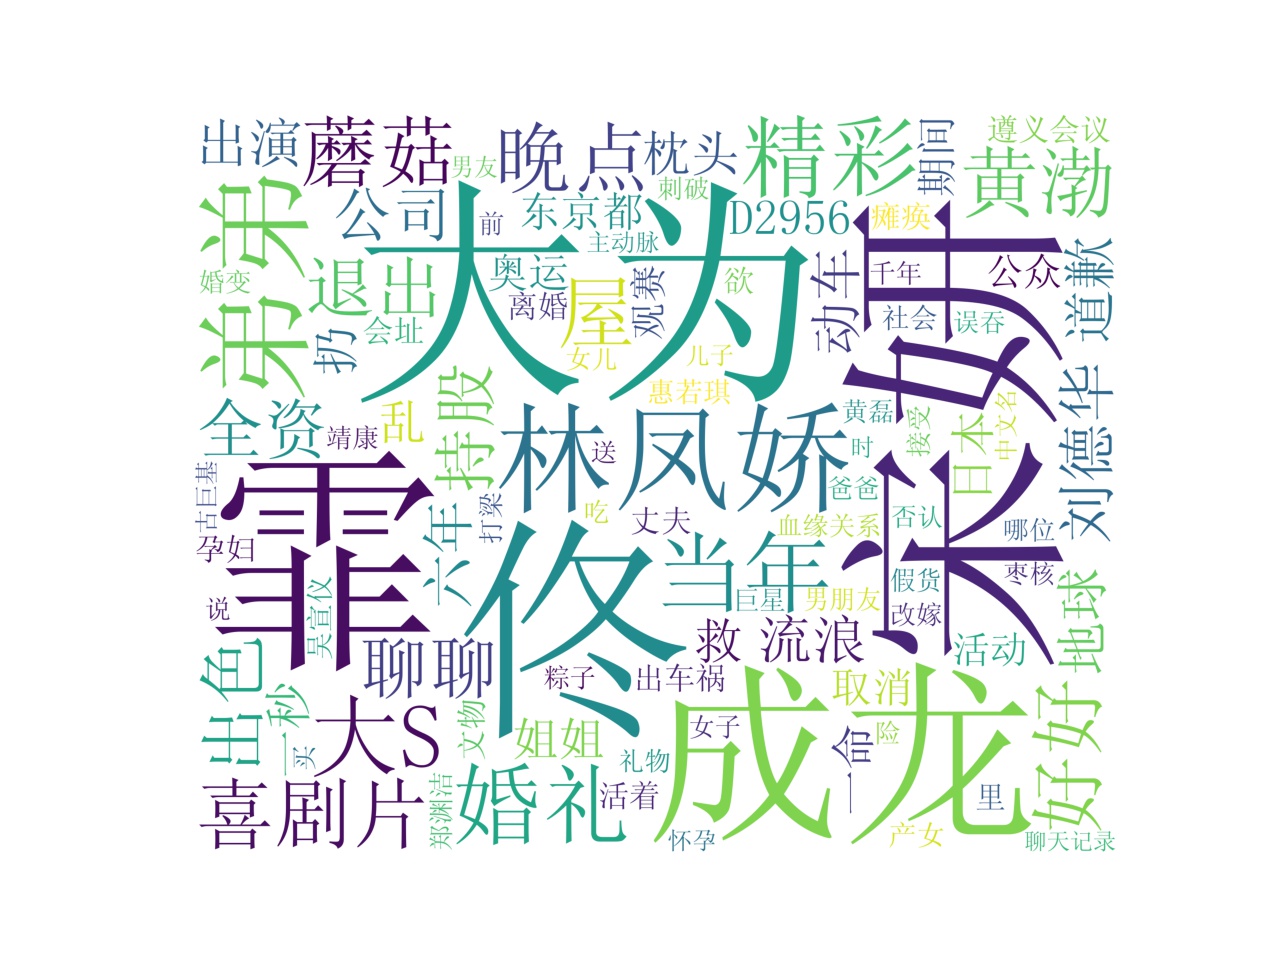 出演
蘑菇
男友
晚点
枕头
精彩
期间
遵义会议
黄渤
弟弟
公司
前
东京都
刺破
主动脉
D2956
瘫痪
婚变
退出
大为
奥运
离婚
屋
观赛
欲
动车
千年
采妍
公众
道歉
扔
会址
社会
误吞
女儿
儿子
惠若琪
全资
靖康
乱
持股
林凤娇
送
黄磊
时
接受
日本
中文名
刘德华
古巨基
霏
六年
打梁
吃
丈夫
爸爸
血缘关系
否认
哪位
孕妇
佟
当年
巨星
男朋友
假货
改嫁
枣核
说
吴宣仪
救
流浪
活动
地球
出色
聊聊
粽子
出车祸
取消
一秒
买
大S
文物
姐姐
女子
成龙
一命
险
好好
喜剧片
郑渊洁
婚礼
礼物
活着
怀孕
产女
里
聊天记录